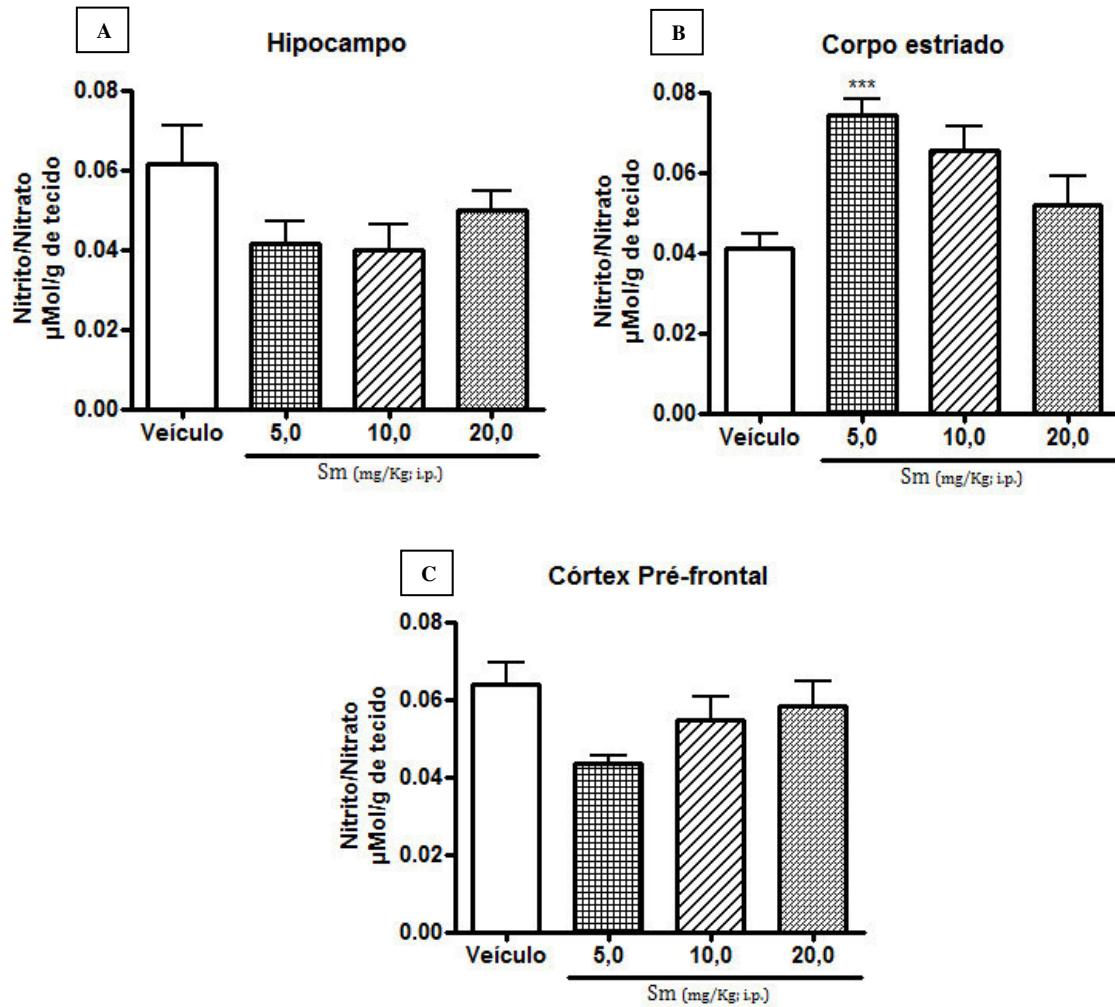 A
Hipocampo
Nitrito/Nitrato
µMol/g de tecido
0.08
0.06
0.04
0.02
0.00
Veículo 5,0 10,0 20,0
Sm (mg/Kg; i.p.)
B
Corpo estriado
Nitrito/Nitrato
µMol/g de tecido
0.08
0.06
0.04
0.02
0.00
***
Veículo 5,0 10,0 20,0
Sm (mg/Kg; i.p.)
C
Córtex Pré-frontal
Nitrito/Nitrato
µMol/g de tecido
0.08
0.06
0.04
0.02
0.00
Veículo 5,0 10,0 20,0
Sm (mg/Kg; i.p.)